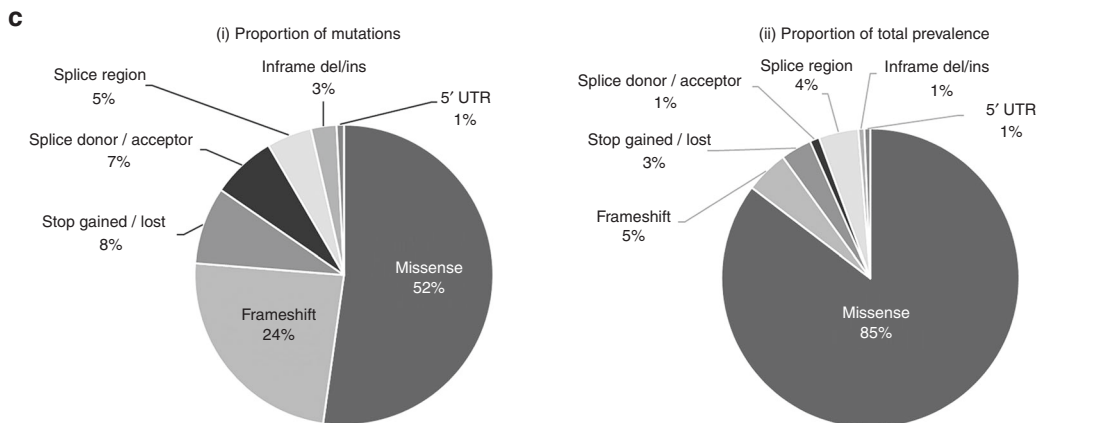 c
(i) Proportion of mutations
Splice region
5%
Inframe del/ins
3%
5′ UTR
1%
Splice donor / acceptor
7%
Stop gained / lost
8%
Missense
52%
Frameshift
24%
(ii) Proportion of total prevalence
Splice donor / acceptor
1%
Splice region
4%
Inframe del/ins
1%
5′ UTR
1%
Stop gained / lost
3%
Frameshift
5%
Missense
85%